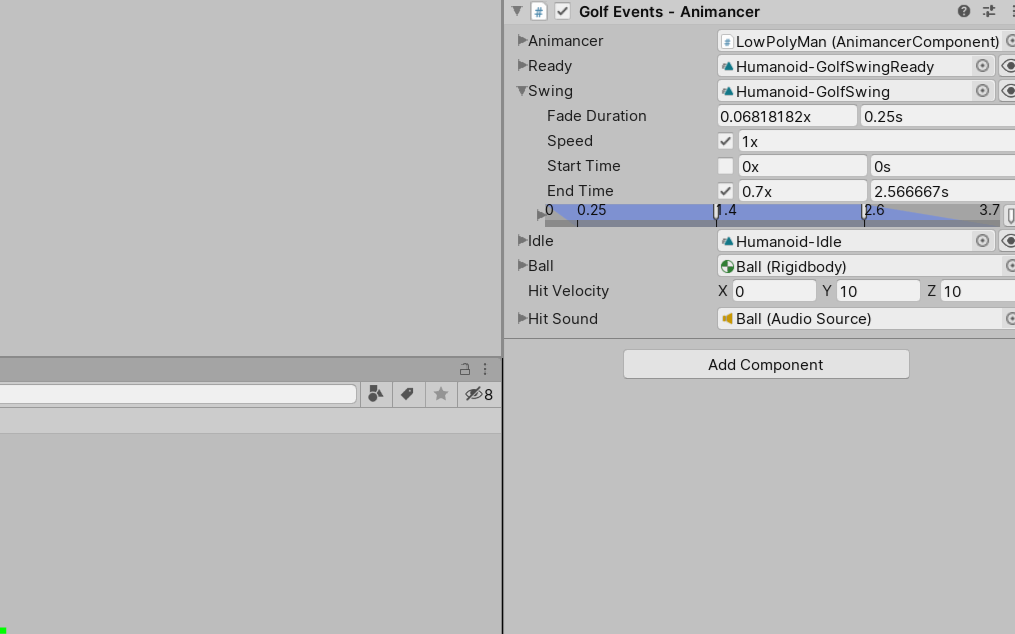 Golf Events - Animancer
Animancer LowPolyMan (AnimancerComponent)
Ready Humanoid-GolfSwingReady
Swing Humanoid-GolfSwing
Fade Duration 0.06818182x 0.25s
Speed 1x
Start Time 0x 0s
End Time 0.7x 2.566667s
0 0.25 1.4 2.6 3.7
Idle Humanoid-Idle
Ball Ball (Rigidbody)
Hit Velocity X 0 Y 10 Z 10
Hit Sound Ball (Audio Source)
Add Component
8